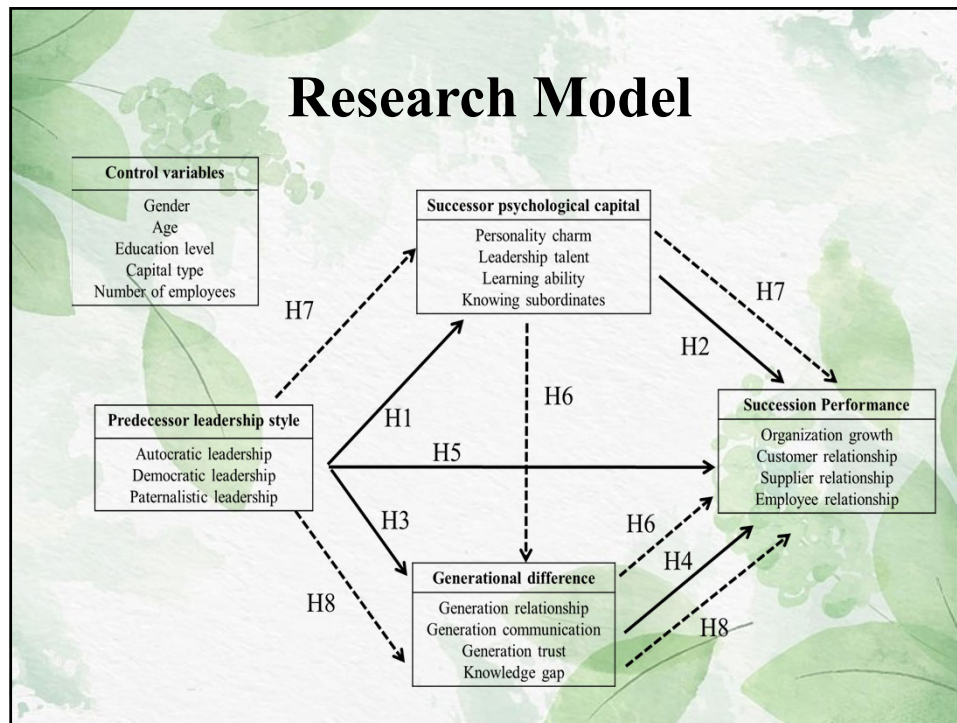 Research Model
Control variables
Gender
Age
Education level
Capital type
Number of employees
Successor psychological capital
Personality charm
Leadership talent
Learning ability
Knowing subordinates
H7
H7
H2
H6
H1
Predecessor leadership style
Autocratic leadership
Democratic leadership
Paternalistic leadership
H5
Succession Performance
Organization growth
Customer relationship
Supplier relationship
Employee relationship
H3
H6
H4
H8
H8
Generational difference
Generation relationship
Generation communication
Generation trust
Knowledge gap